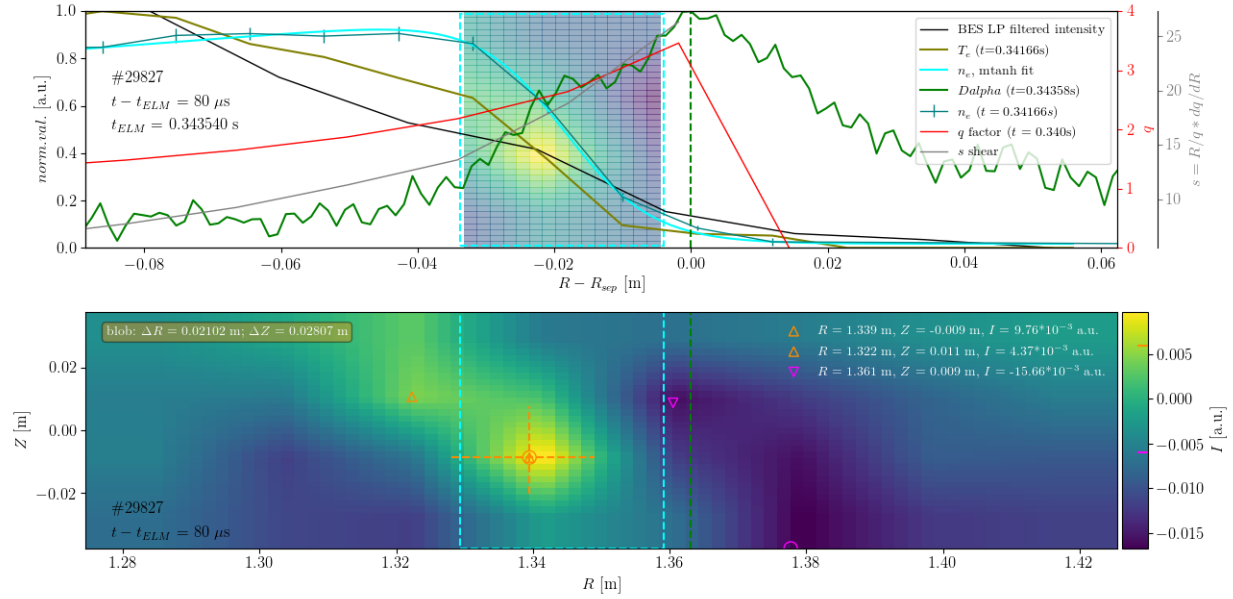 1.0
0.8
0.6
0.4
0.2
0.0
norm.val. [a.u.]
#29827
t − t_ELM = 80 μs
t_ELM = 0.343540 s
BES LP filtered intensity
T_e (t=0.34166s)
n_e, mtanh fit
Dalpha (t=0.34358s)
n_e (t = 0.34166s)
q factor (t = 0.340s)
s shear
4
3
2
1
0
q
25
20
15
10
s = R/q * dq/dR
−0.08
−0.06
−0.04
−0.02
0.00
0.02
0.04
0.06
R − R_sep [m]
blob: ΔR = 0.02102 m; ΔZ = 0.02807 m
R = 1.339 m, Z = -0.009 m, I = 9.76*10^−3 a.u.
R = 1.322 m, Z = 0.011 m, I = 4.37*10^−3 a.u.
R = 1.361 m, Z = 0.009 m, I = -15.66*10^−3 a.u.
0.02
0.00
−0.02
Z [m]
#29827
t − t_ELM = 80 μs
0.005
0.000
−0.005
−0.010
−0.015
I [a.u.]
1.28
1.30
1.32
1.34
1.36
1.38
1.40
1.42
R [m]